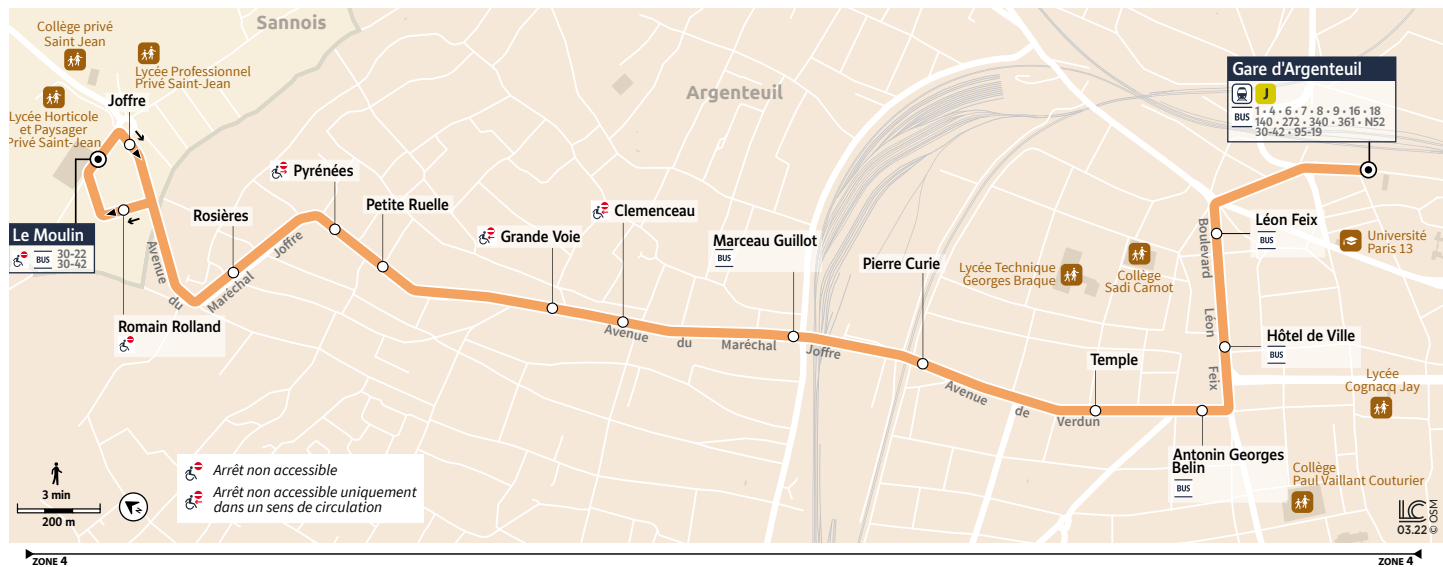 Sannois
Argenteuil
Collège privé
Saint Jean
Lycée Professionnel
Privé Saint-Jean
Lycée Horticole
et Paysager
Privé Saint-Jean
Joffre
Le Moulin
BUS
30-22
30-42
Romain Rolland
Avenue
du
Maréchal
Joffre
Rosières
Pyrénées
Petite Ruelle
Grande Voie
Clemenceau
Avenue
du
Maréchal
Joffre
Marceau Guillot
BUS
Pierre Curie
Avenue
de
Verdun
Lycée Technique
Georges Braque
Collège
Sadi Carnot
Temple
Antonin Georges
Belin
BUS
Gare d'Argenteuil
J
BUS
1 • 4 • 6 • 7 • 8 • 9 • 16 • 18
140 • 272 • 340 • 361 • N52
30-42 • 95-19
Boulevard
Léon
Feix
Léon Feix
BUS
Université
Paris 13
Hôtel de Ville
BUS
Lycée
Cognacq Jay
Collège
Paul Vaillant Couturier
3 min
200 m
Arrêt non accessible
Arrêt non accessible uniquement
dans un sens de circulation
LC
03.22 © OSM
ZONE 4
ZONE 4